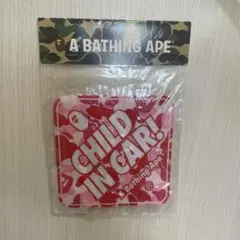 A BATHING APE
CHILD
IN CAR!
A Bathing Ape